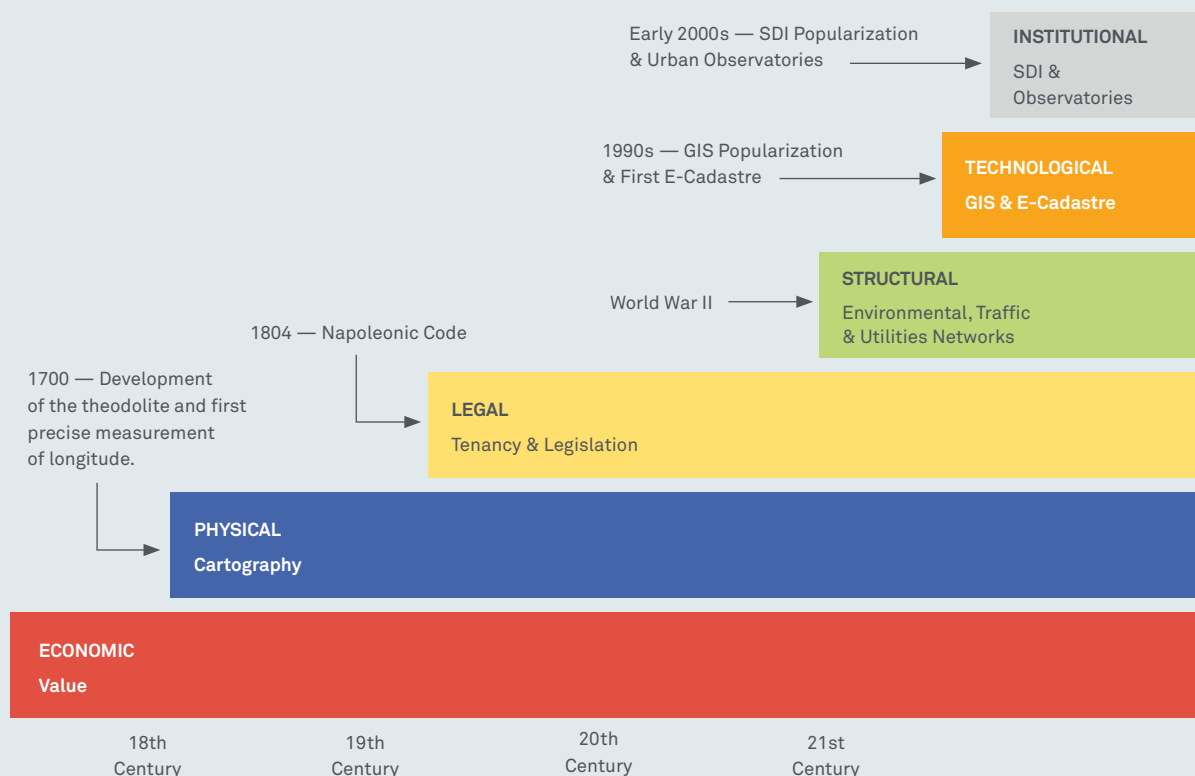 Early 2000s — SDI Popularization
& Urban Observatories
INSTITUTIONAL
SDI &
Observatories
1990s — GIS Popularization
& First E-Cadastre
TECHNOLOGICAL
GIS & E-Cadastre
World War II
STRUCTURAL
Environmental, Traffic
& Utilities Networks
1804 — Napoleonic Code
LEGAL
Tenancy & Legislation
1700 — Development
of the theodolite and first
precise measurement
of longitude.
PHYSICAL
Cartography
ECONOMIC
Value
18th
Century
19th
Century
20th
Century
21st
Century